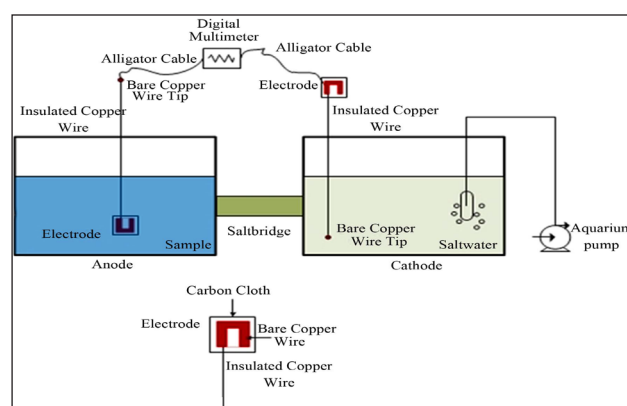 Digital
Multimeter
Alligator Cable
Alligator Cable
Bare Copper
Wire Tip
Electrode
Insulated Copper
Wire
Insulated Copper
Wire
Electrode
Sample
Saltbridge
Bare Copper
Wire Tip
Saltwater
Aquarium
pump
Anode
Cathode
Carbon Cloth
Electrode
Bare Copper
Wire
Insulated Copper
Wire